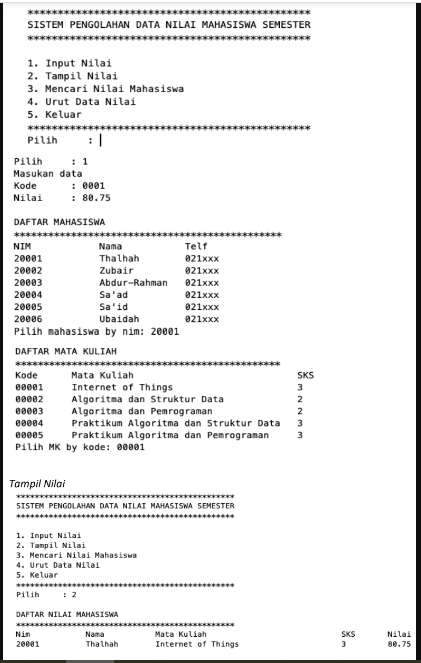 **************************************************
SISTEM PENGOLAHAN DATA NILAI MAHASISWA SEMESTER
**************************************************
1. Input Nilai
2. Tampil Nilai
3. Mencari Nilai Mahasiswa
4. Urut Data Nilai
5. Keluar
**************************************************
Pilih : |
Pilih : 1
Masukan data
Kode : 0001
Nilai : 80.75
DAFTAR MAHASISWA
**************************************************
NIM Nama Telf
20001 Thalhah 021xxx
20002 Zubair 021xxx
20003 Abdur-Rahman 021xxx
20004 Sa'ad 021xxx
20005 Sa'id 021xxx
20006 Ubaidah 021xxx
Pilih mahasiswa by nim: 20001
DAFTAR MATA KULIAH
**************************************************
Kode Mata Kuliah SKS
00001 Internet of Things 3
00002 Algoritma dan Struktur Data 2
00003 Algoritma dan Pemrograman 2
00004 Praktikum Algoritma dan Struktur Data 3
00005 Praktikum Algoritma dan Pemrograman 3
Pilih MK by kode: 00001
Tampil Nilai
**************************************************
SISTEM PENGOLAHAN DATA NILAI MAHASISWA SEMESTER
**************************************************
1. Input Nilai
2. Tampil Nilai
3. Mencari Nilai Mahasiswa
4. Urut Data Nilai
5. Keluar
**************************************************
Pilih : 2
DAFTAR NILAI MAHASISWA
**************************************************
Nim Nama Mata Kuliah SKS Nilai
20001 Thalhah Internet of Things 3 80.75